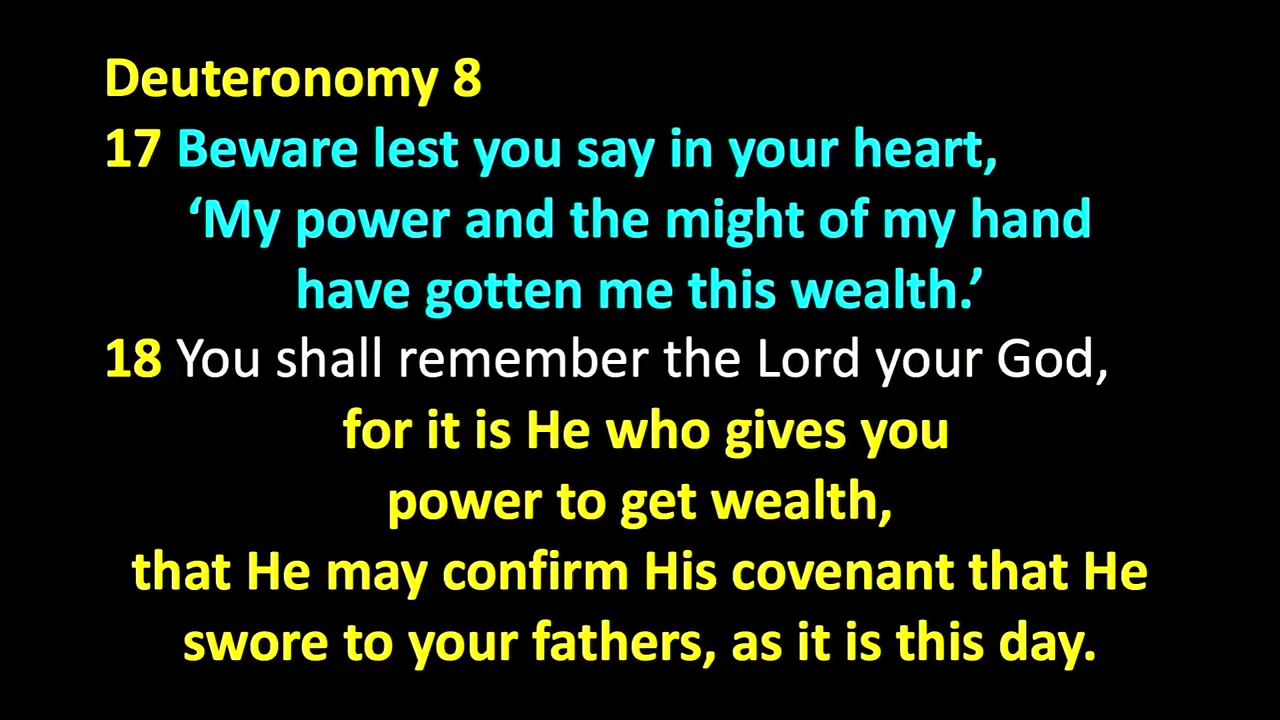 Deuteronomy 8
17 Beware lest you say in your heart,
‘My power and the might of my hand
have gotten me this wealth.’
18 You shall remember the Lord your God,
for it is He who gives you
power to get wealth,
that He may confirm His covenant that He
swore to your fathers, as it is this day.